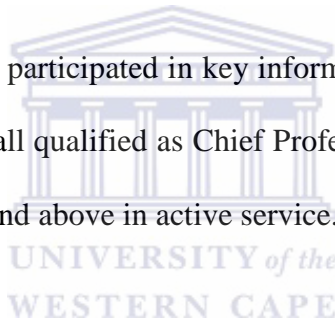 participated in key inform
all qualified as Chief Profe
nd above in active service.
UNIVERSITY of the
WESTERN CAPE